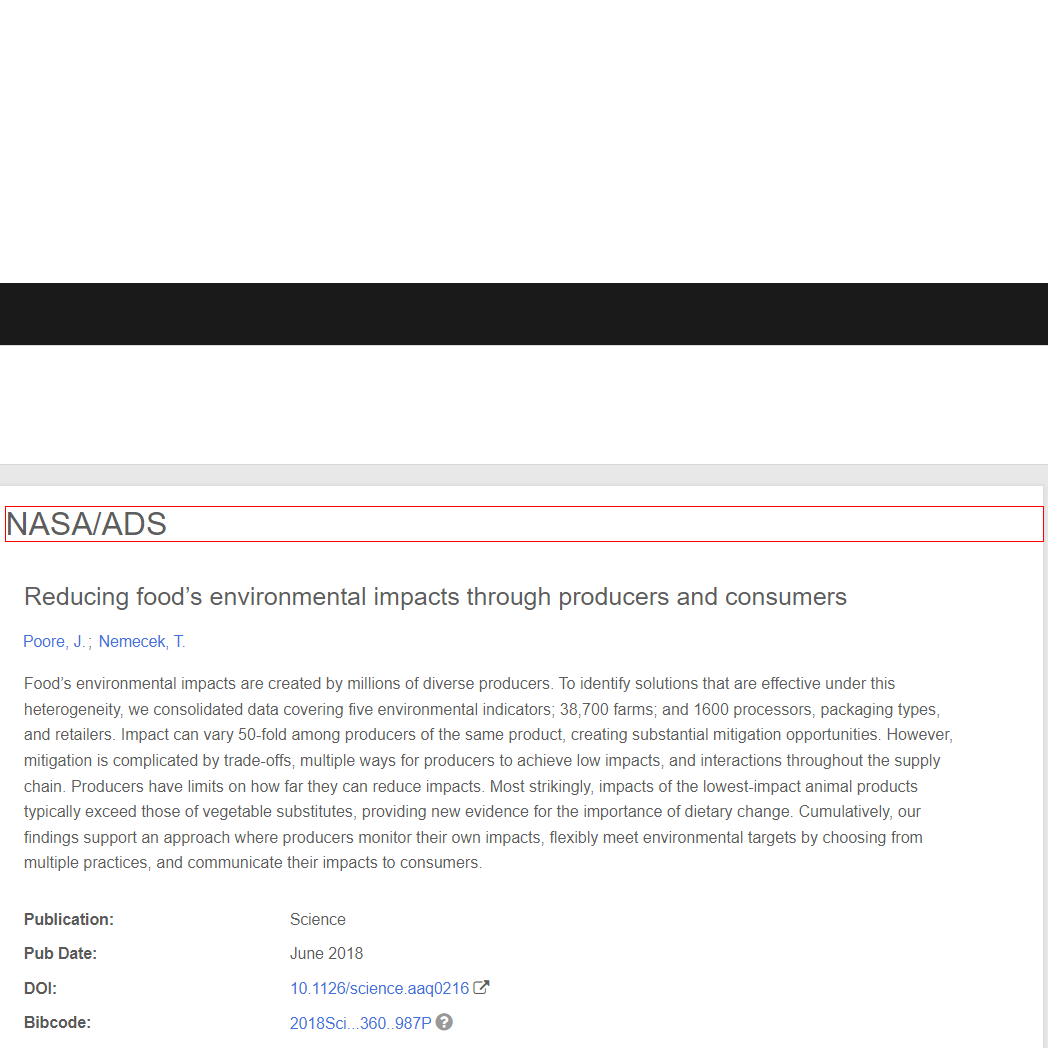 NASA/ADS
Reducing food’s environmental impacts through producers and consumers
Poore, J. ; Nemecek, T.
Food’s environmental impacts are created by millions of diverse producers. To identify solutions that are effective under this
heterogeneity, we consolidated data covering five environmental indicators; 38,700 farms; and 1600 processors, packaging types,
and retailers. Impact can vary 50-fold among producers of the same product, creating substantial mitigation opportunities. However,
mitigation is complicated by trade-offs, multiple ways for producers to achieve low impacts, and interactions throughout the supply
chain. Producers have limits on how far they can reduce impacts. Most strikingly, impacts of the lowest-impact animal products
typically exceed those of vegetable substitutes, providing new evidence for the importance of dietary change. Cumulatively, our
findings support an approach where producers monitor their own impacts, flexibly meet environmental targets by choosing from
multiple practices, and communicate their impacts to consumers.
Publication: Science
Pub Date: June 2018
DOI: 10.1126/science.aaq0216
Bibcode: 2018Sci...360..987P ?